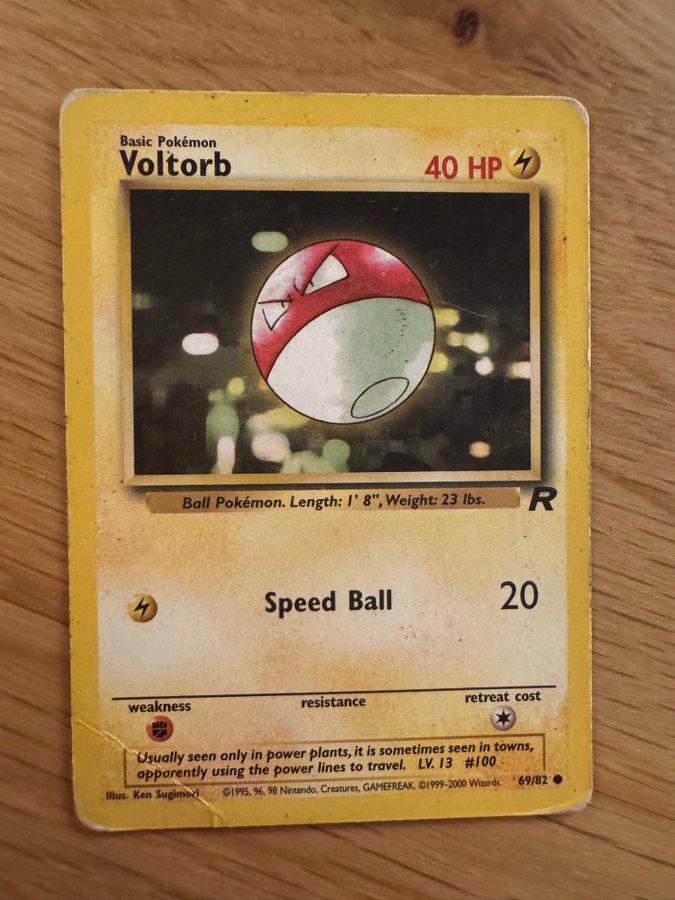 Basic Pokémon
Voltorb
40 HP
Ball Pokémon. Length: 1' 8", Weight: 23 lbs.
R
Speed Ball 20
weakness resistance retreat cost
Usually seen only in power plants, it is sometimes seen in towns,
apparently using the power lines to travel. LV. 13 #100
Illus. Ken Sugimori ©1995, 96, 98 Nintendo, Creatures, GAMEFREAK. ©1999-2000 Wizards. 69/82